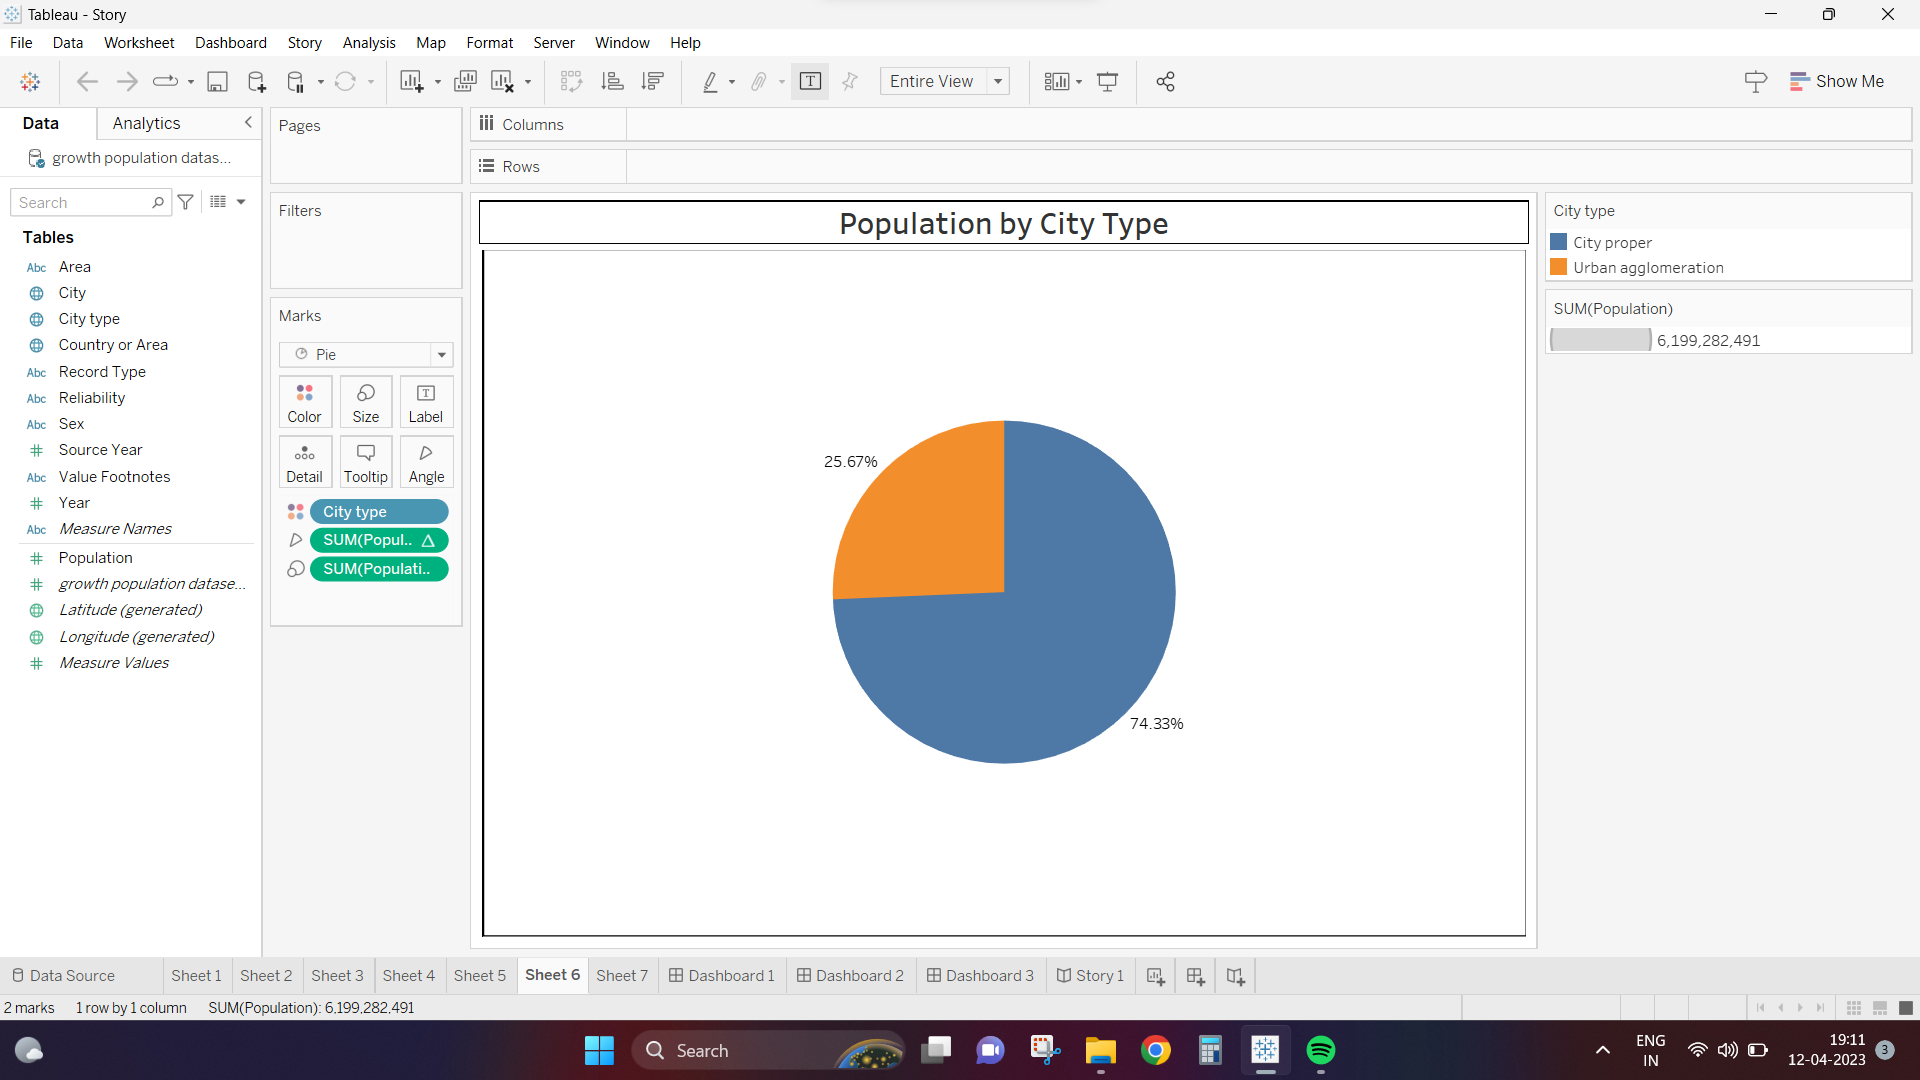 Tableau - Story
File Data Worksheet Dashboard Story Analysis Map Format Server Window Help
T Entire View Show Me
Data Analytics
growth population datas...
Search
Tables
Abc Area
City
City type
Country or Area
Abc Record Type
Abc Reliability
Abc Sex
# Source Year
Abc Value Footnotes
# Year
Abc Measure Names
# Population
# growth population datase...
Latitude (generated)
Longitude (generated)
# Measure Values
Pages
Filters
Marks
Pie
Color Size T Label
Detail Tooltip Angle
City type
SUM(Popul.. △
SUM(Populati..
Columns
Rows
Population by City Type
25.67%
74.33%
City type
City proper
Urban agglomeration
SUM(Population)
6,199,282,491
Data Source Sheet 1 Sheet 2 Sheet 3 Sheet 4 Sheet 5 Sheet 6 Sheet 7 Dashboard 1 Dashboard 2 Dashboard 3 Story 1
2 marks 1 row by 1 column SUM(Population): 6,199,282,491
Search
ENG
IN
19:11
12-04-2023
3